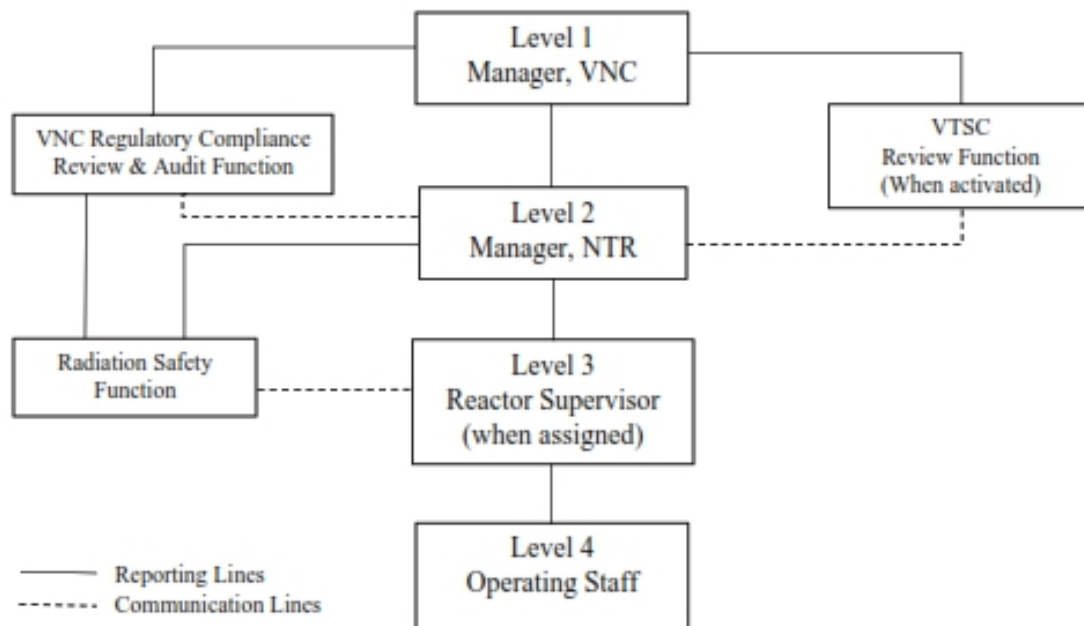 Level 1
Manager, VNC
VNC Regulatory Compliance
Review & Audit Function
VTSC
Review Function
(When activated)
Level 2
Manager, NTR
Radiation Safety
Function
Level 3
Reactor Supervisor
(when assigned)
Level 4
Operating Staff
Reporting Lines
Communication Lines